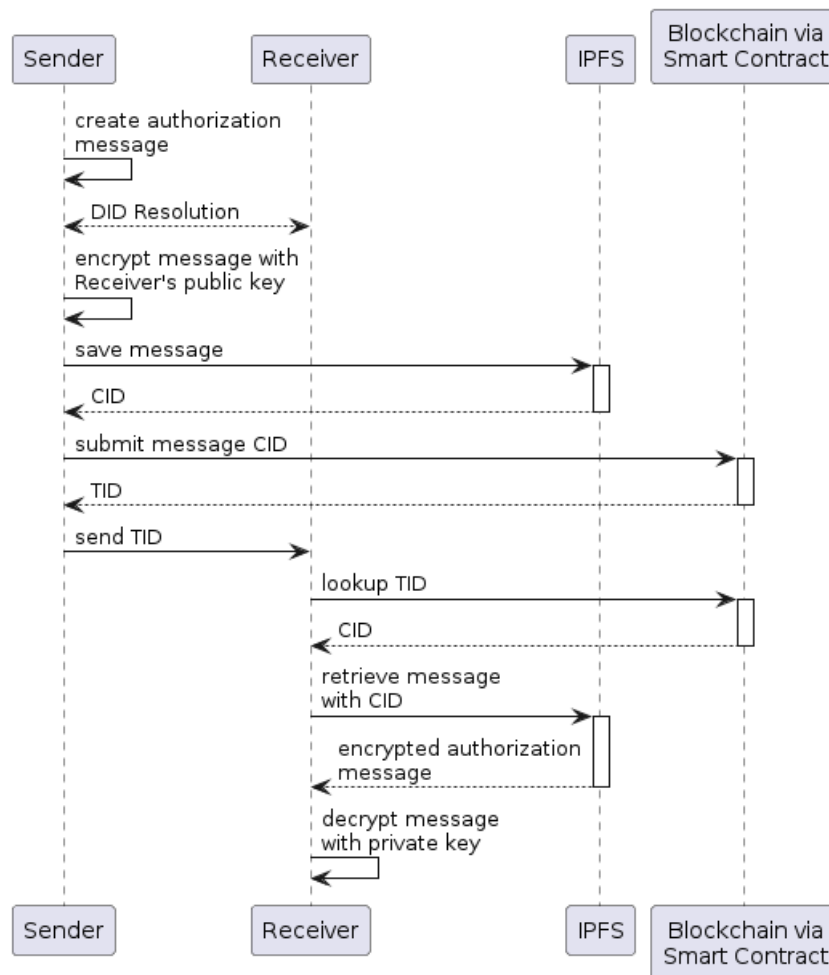 Sender
Receiver
IPFS
Blockchain via
Smart Contract
create authorization
message
DID Resolution
encrypt message with
Receiver's public key
save message
CID
submit message CID
TID
send TID
lookup TID
CID
retrieve message
with CID
encrypted authorization
message
decrypt message
with private key
Sender
Receiver
IPFS
Blockchain via
Smart Contract